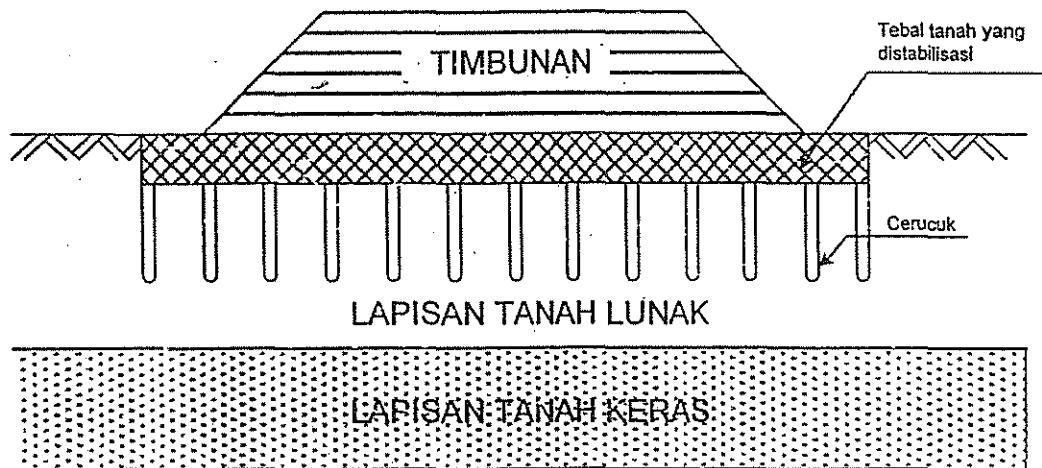 Tebal tanah yang
distabilisasi
TIMBUNAN
Cerucuk
LAPISAN TANAH LUNAK
LAPISAN TANAH KERAS